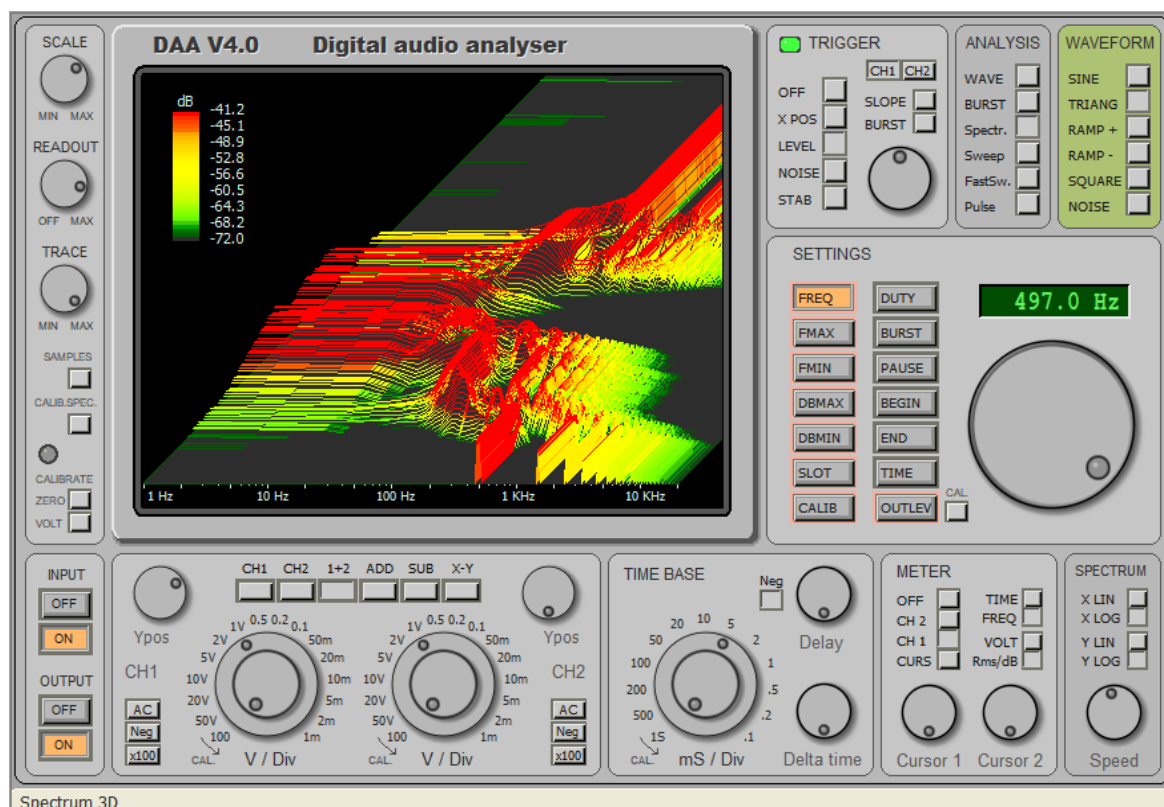 SCALE
MIN MAX
READOUT
OFF MAX
TRACE
MIN MAX
SAMPLES
CALIB.SPEC.
CALIBRATE
ZERO
VOLT
DAA V4.0 Digital audio analyser
dB
-41.2
-45.1
-48.9
-52.8
-56.6
-60.5
-64.3
-68.2
-72.0
1 Hz 10 Hz 100 Hz 1 KHz 10 KHz
TRIGGER
CH1 CH2
OFF
X POS
LEVEL
NOISE
STAB
SLOPE
BURST
ANALYSIS
WAVE
BURST
Spectr.
Sweep
FastSw.
Pulse
WAVEFORM
SINE
TRIANG
RAMP +
RAMP -
SQUARE
NOISE
SETTINGS
FREQ DUTY
FMAX BURST
FMIN PAUSE
DBMAX BEGIN
DBMIN END
SLOT TIME
CALIB OUTLEV
CAL.
497.0 Hz
INPUT
OFF
ON
OUTPUT
OFF
ON
CH1 CH2 1+2 ADD SUB X-Y
Ypos
CH1
AC
Neg
x100
1V 0.5 0.2 0.1
2V 50m
5V 20m
10V 10m
20V 5m
50V 2m
100 1m
CAL. V / Div
1V 0.5 0.2 0.1
2V 50m
5V 20m
10V 10m
20V 5m
50V 2m
100 1m
CAL. V / Div
Ypos
CH2
AC
Neg
x100
TIME BASE
Neg
20 10 5
50 2
100 1
200 .5
500 .2
1S .1
CAL. mS / Div
Delay
Delta time
METER
OFF
CH 2
CH 1
CURS
TIME
FREQ
VOLT
Rms/dB
Cursor 1 Cursor 2
SPECTRUM
X LIN
X LOG
Y LIN
Y LOG
Speed
Spectrum 3D